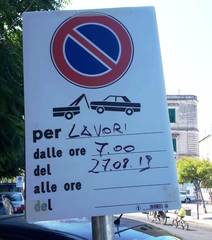 per LAVORI
dalle ore 7.00
del 27.08.19
alle ore
del